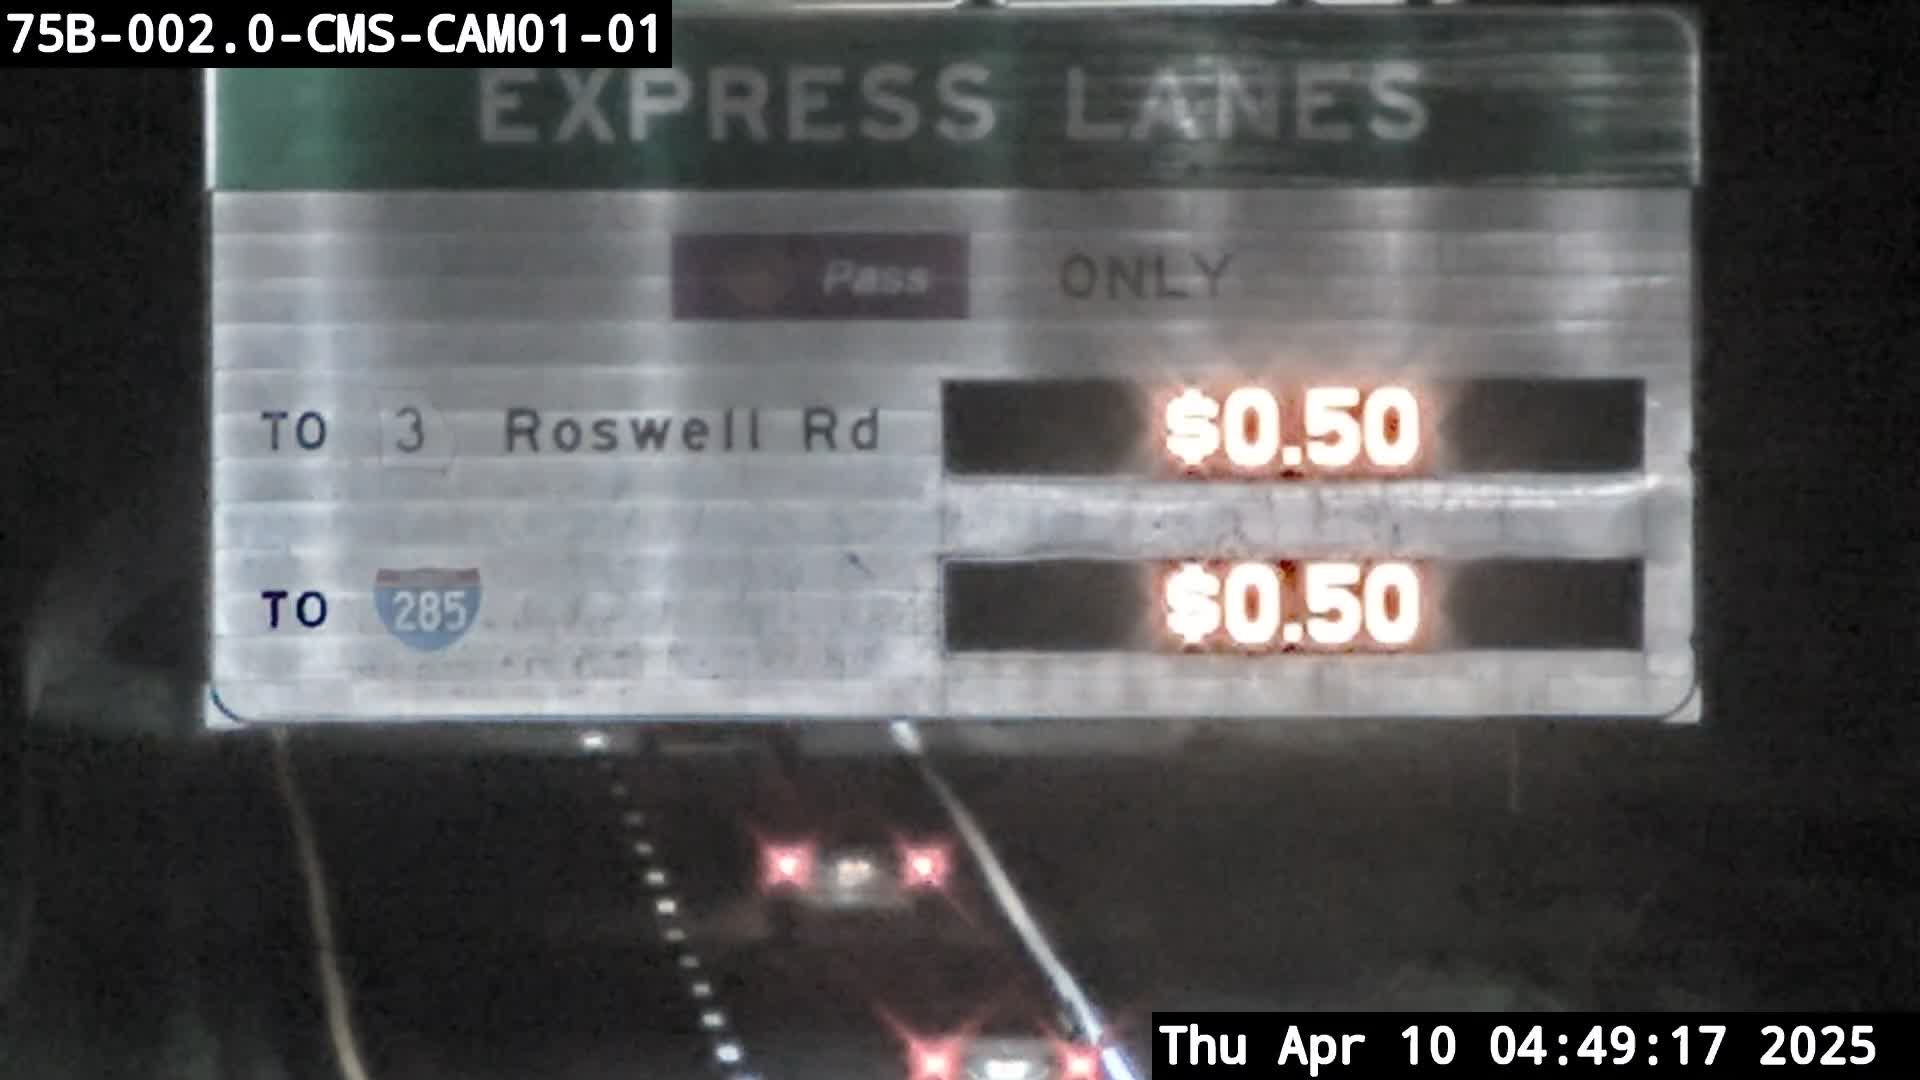 75B-002.0-CMS-CAM01-01
EXPRESS LANES
Pass ONLY
TO 3 Roswell Rd $0.50
TO 285 $0.50
Thu Apr 10 04:49:17 2025